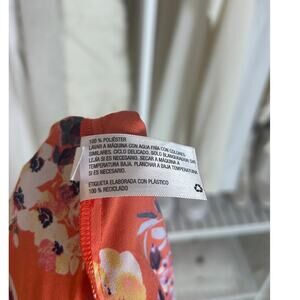 100 % POLIÉSTER
LAVAR A MÁQUINA CON AGUA FRÍA CON COLORES
SIMILARES. CICLO DELICADO. SOLO BLANQUEADOR SIN
LEJÍA SI ES NECESARIO. SECAR A MÁQUINA A
TEMPERATURA BAJA. PLANCHAR A BAJA TEMPERATURA
SI ES NECESARIO.
ETIQUETA ELABORADA CON PLÁSTICO
100 % RECICLADO